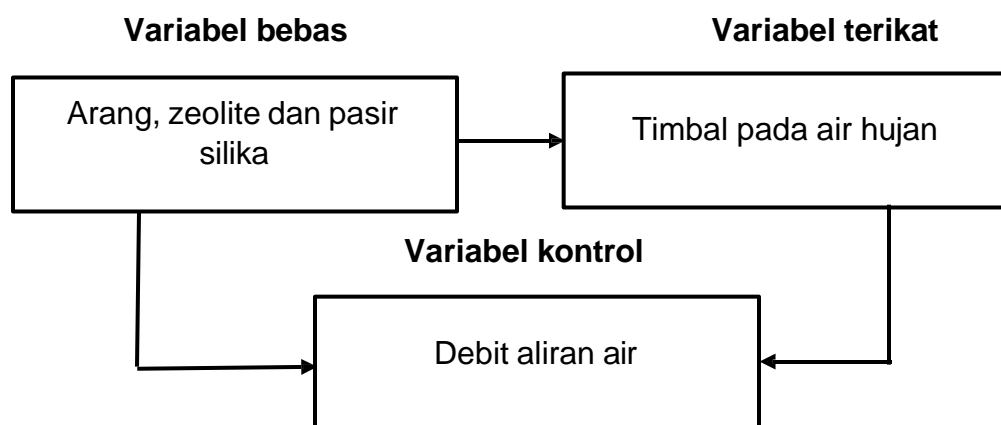 Variabel bebas
Variabel terikat
Arang, zeolite dan pasir
silika
Timbal pada air hujan
Variabel kontrol
Debit aliran air